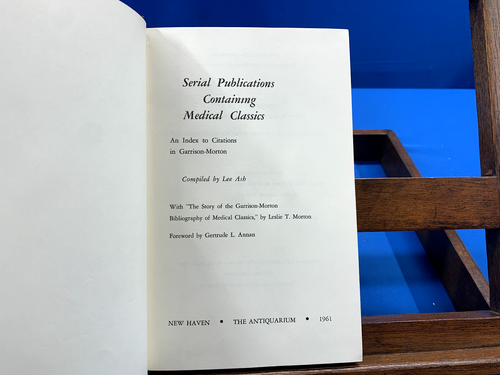 Serial Publications
Containing
Medical Classics
An Index to Citations
in Garrison-Morton
Compiled by Lee Ash
With "The Story of the Garrison-Morton
Bibliography of Medical Classics," by Leslie T. Morton
Foreword by Gertrude L. Annan
NEW HAVEN • THE ANTIQUARIUM • 1961